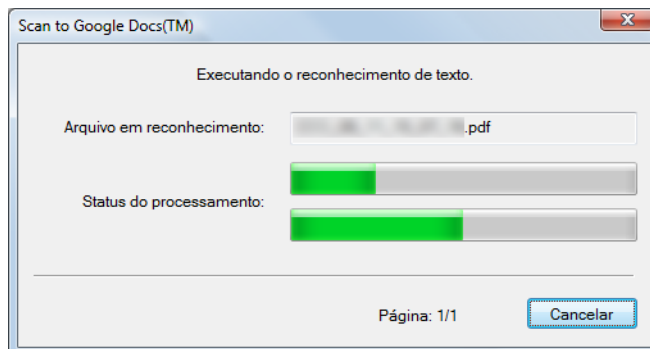 Scan to Google Docs(TM)
Executando o reconhecimento de texto.
Arquivo em reconhecimento: .pdf
Status do processamento:
Página: 1/1 Cancelar